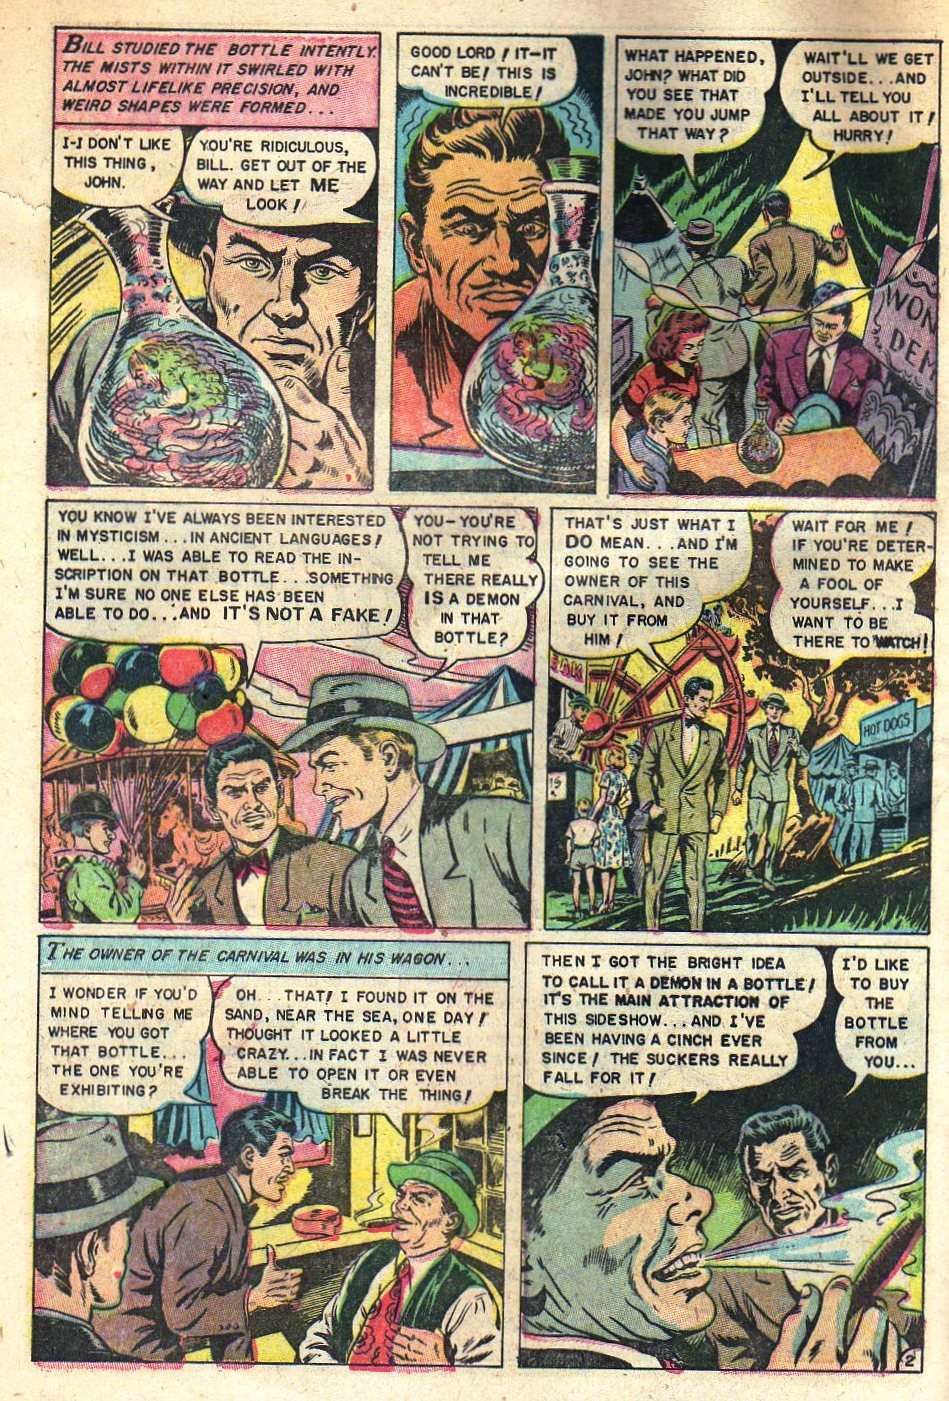 BILL STUDIED THE BOTTLE INTENTLY.
THE MISTS WITHIN IT SWIRLED WITH
ALMOST LIFELIKE PRECISION, AND
WEIRD SHAPES WERE FORMED...
I-I DON'T LIKE
THIS THING,
JOHN.
YOU'RE RIDICULOUS,
BILL. GET OUT OF THE
WAY AND LET ME
LOOK!
GOOD LORD! IT-IT
CAN'T BE! THIS IS
INCREDIBLE!
WHAT HAPPENED,
JOHN? WHAT DID
YOU SEE THAT
MADE YOU JUMP
THAT WAY?
WAIT'LL WE GET
OUTSIDE...AND
I'LL TELL YOU
ALL ABOUT IT!
HURRY!
WON
DEM
YOU KNOW I'VE ALWAYS BEEN INTERESTED
IN MYSTICISM...IN ANCIENT LANGUAGES!
WELL...I WAS ABLE TO READ THE IN-
SCRIPTION ON THAT BOTTLE...SOMETHING
I'M SURE NO ONE ELSE HAS BEEN
ABLE TO DO...AND IT'S NOT A FAKE!
YOU-YOU'RE
NOT TRYING TO
TELL ME
THERE REALLY
IS A DEMON
IN THAT
BOTTLE?
THAT'S JUST WHAT I
DO MEAN...AND I'M
GOING TO SEE THE
OWNER OF THIS
CARNIVAL, AND
BUY IT FROM
HIM!
WAIT FOR ME!
IF YOU'RE DETER-
MINED TO MAKE
A FOOL OF
YOURSELF...I
WANT TO BE
THERE TO WATCH!
HOT DOGS
THE OWNER OF THE CARNIVAL WAS IN HIS WAGON...
I WONDER IF YOU'D
MIND TELLING ME
WHERE YOU GOT
THAT BOTTLE...
THE ONE YOU'RE
EXHIBITING?
OH...THAT! I FOUND IT ON THE
SAND, NEAR THE SEA, ONE DAY!
THOUGHT IT LOOKED A LITTLE
CRAZY...IN FACT I WAS NEVER
ABLE TO OPEN IT OR EVEN
BREAK THE THING!
THEN I GOT THE BRIGHT IDEA
TO CALL IT A DEMON IN A BOTTLE!
IT'S THE MAIN ATTRACTION OF
THIS SIDESHOW...AND I'VE
BEEN HAVING A CINCH EVER
SINCE! THE SUCKERS REALLY
FALL FOR IT!
I'D LIKE
TO BUY
THE
BOTTLE
FROM
YOU...
2